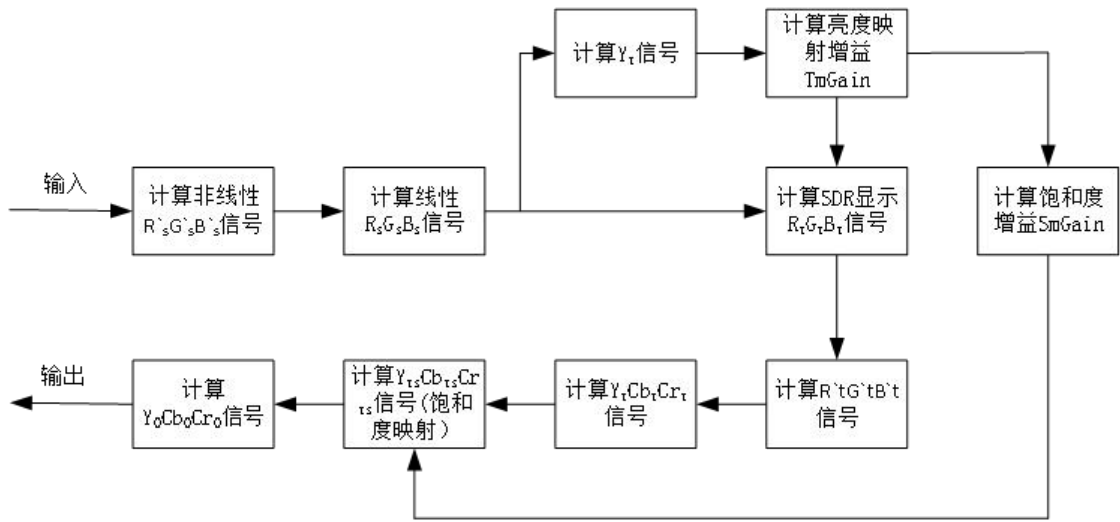 计算Yₜ信号
计算亮度映
射增益
TmGain
输入
计算非线性
R`ₛG`ₛB`ₛ信号
计算线性
RₛGₛBₛ信号
计算SDR显示
RₜGₜBₜ信号
计算饱和度
增益SmGain
输出
计算
Y₀Cb₀Cr₀信号
计算YₜₛCbₜₛCr
ₜₛ信号(饱和
度映射)
计算YₜCbₜCrₜ
信号
计算R`tG`tB`t
信号